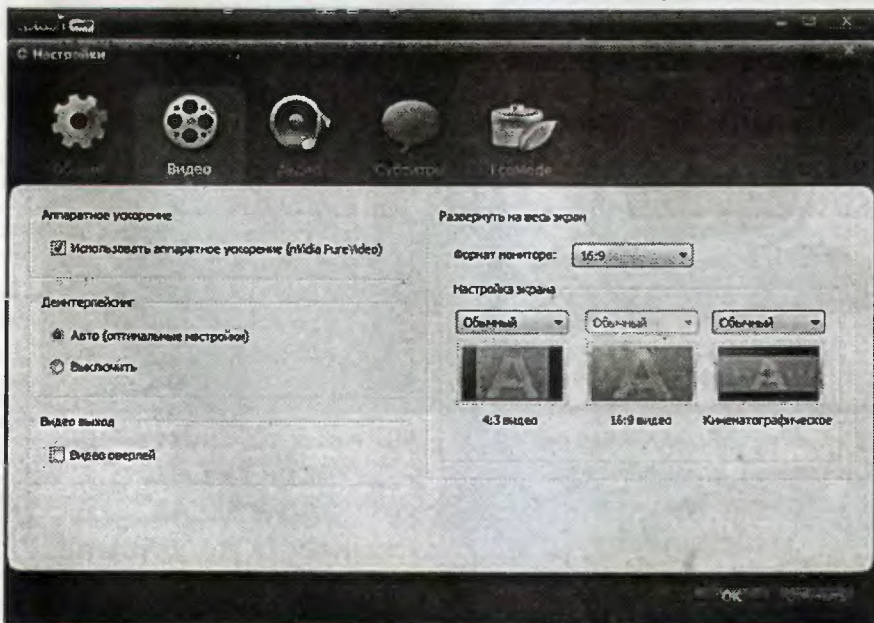 Настройки
Видео
EcoMode
Аппаратное ускорение
Использовать аппаратное ускорение (nVidia PureVideo)
Деинтерлейсинг
Авто (оптимальные настройки)
Выключить
Видео выход
Видео оверлей
Развернуть на весь экран
Формат монитора:
16:9
Настройка экрана
Обычный
Обычный
Обычный
4:3 видео
16:9 видео
Кинематографическое
OK